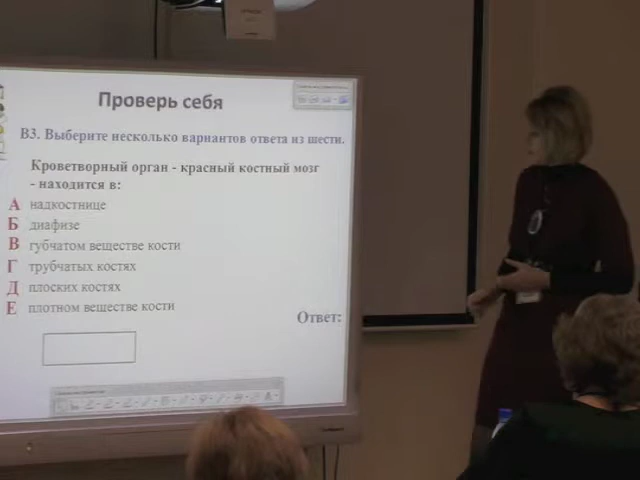 Проверь себя
В3. Выберите несколько вариантов ответа из шести.
Кроветворный орган - красный костный мозг
- находится в:
А надкостнице
Б диафизе
В губчатом веществе кости
Г трубчатых костях
Д плоских костях
Е плотном веществе кости
Ответ: